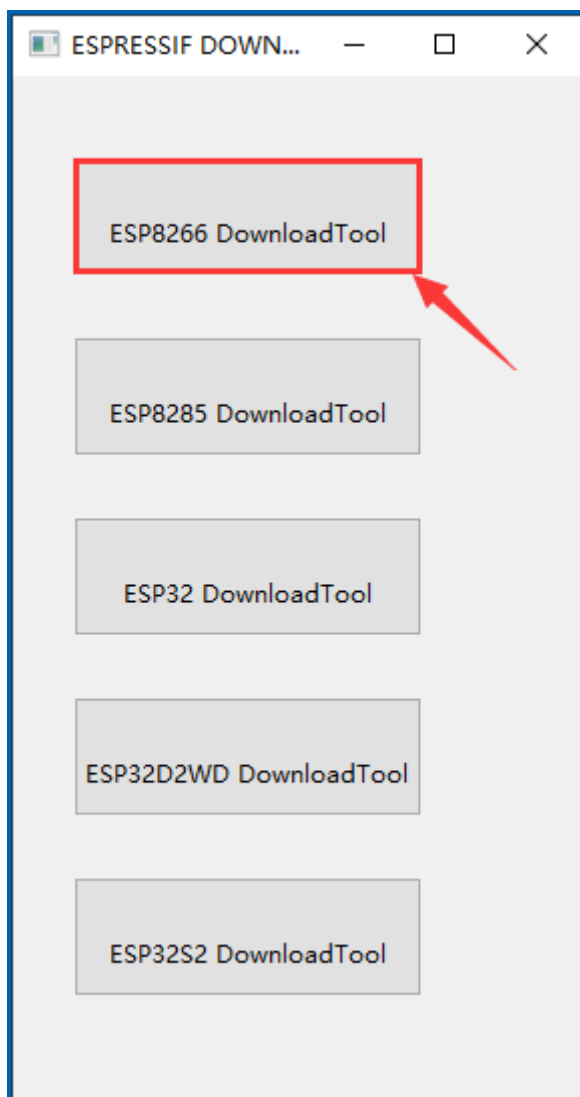 ESPRESSIF DOWN...
ESP8266 DownloadTool
ESP8285 DownloadTool
ESP32 DownloadTool
ESP32D2WD DownloadTool
ESP32S2 DownloadTool